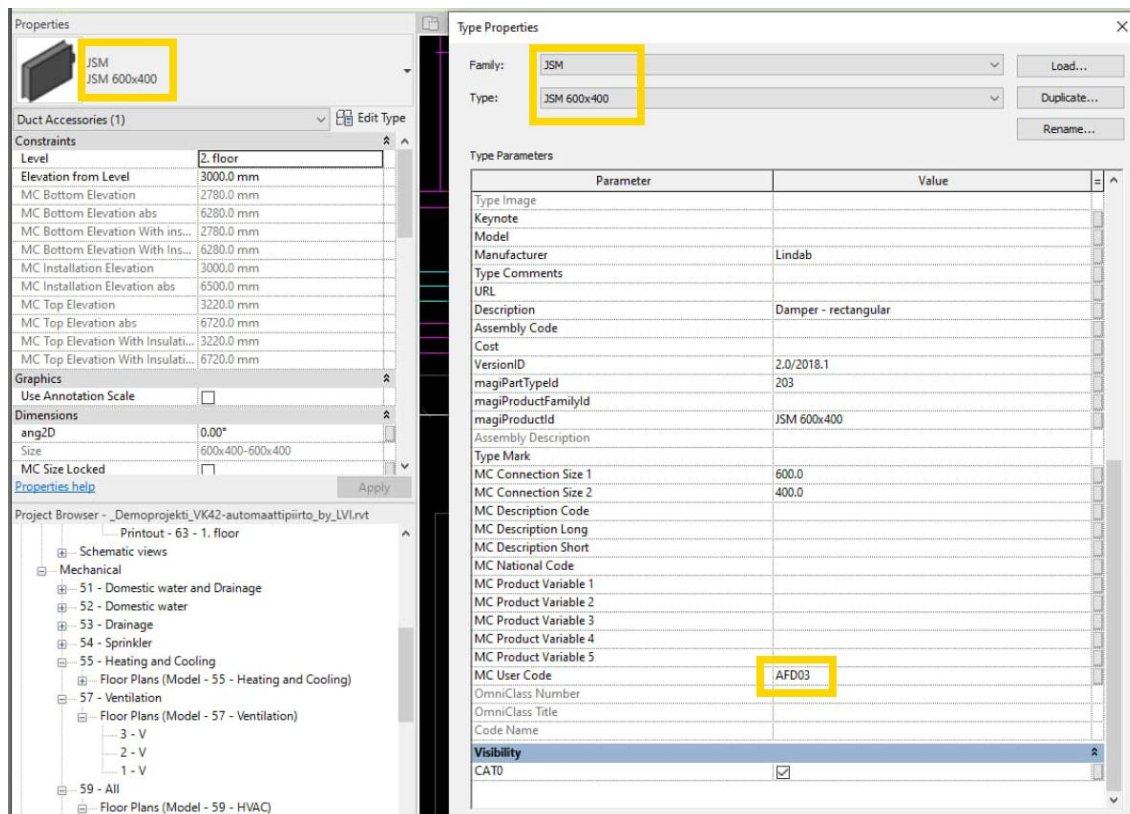 Properties
JSM
JSM 600x400
Duct Accessories (1)
Edit Type
Constraints
Level 2. floor
Elevation from Level 3000.0 mm
MC Bottom Elevation 2780.0 mm
MC Bottom Elevation abs 6280.0 mm
MC Bottom Elevation With ins... 2780.0 mm
MC Bottom Elevation With Ins... 6280.0 mm
MC Installation Elevation 3000.0 mm
MC Installation Elevation abs 6500.0 mm
MC Top Elevation 3220.0 mm
MC Top Elevation abs 6720.0 mm
MC Top Elevation With Insulati... 3220.0 mm
MC Top Elevation With Insulati... 6720.0 mm
Graphics
Use Annotation Scale
Dimensions
ang2D 0.00°
Size 600x400-600x400
MC Size Locked
Properties help
Apply
Project Browser - _Demoprojekti_VK42-automaattipiirto_by_LVI.rvt
Printout - 63 - 1. floor
Schematic views
Mechanical
51 - Domestic water and Drainage
52 - Domestic water
53 - Drainage
54 - Sprinkler
55 - Heating and Cooling
Floor Plans (Model - 55 - Heating and Cooling)
57 - Ventilation
Floor Plans (Model - 57 - Ventilation)
3 - V
2 - V
1 - V
59 - All
Floor Plans (Model - 59 - HVAC)
Type Properties
Family: JSM
Load...
Type: JSM 600x400
Duplicate...
Rename...
Type Parameters
Parameter Value =
Type Image
Keynote
Model
Manufacturer Lindab
Type Comments
URL
Description Damper - rectangular
Assembly Code
Cost
VersionID 2.0/2018.1
magiPartTypeId 203
magiProductFamilyId
magiProductId JSM 600x400
Assembly Description
Type Mark
MC Connection Size 1 600.0
MC Connection Size 2 400.0
MC Description Code
MC Description Long
MC Description Short
MC National Code
MC Product Variable 1
MC Product Variable 2
MC Product Variable 3
MC Product Variable 4
MC Product Variable 5
MC User Code AFD03
OmniClass Number
OmniClass Title
Code Name
Visibility
CAT0